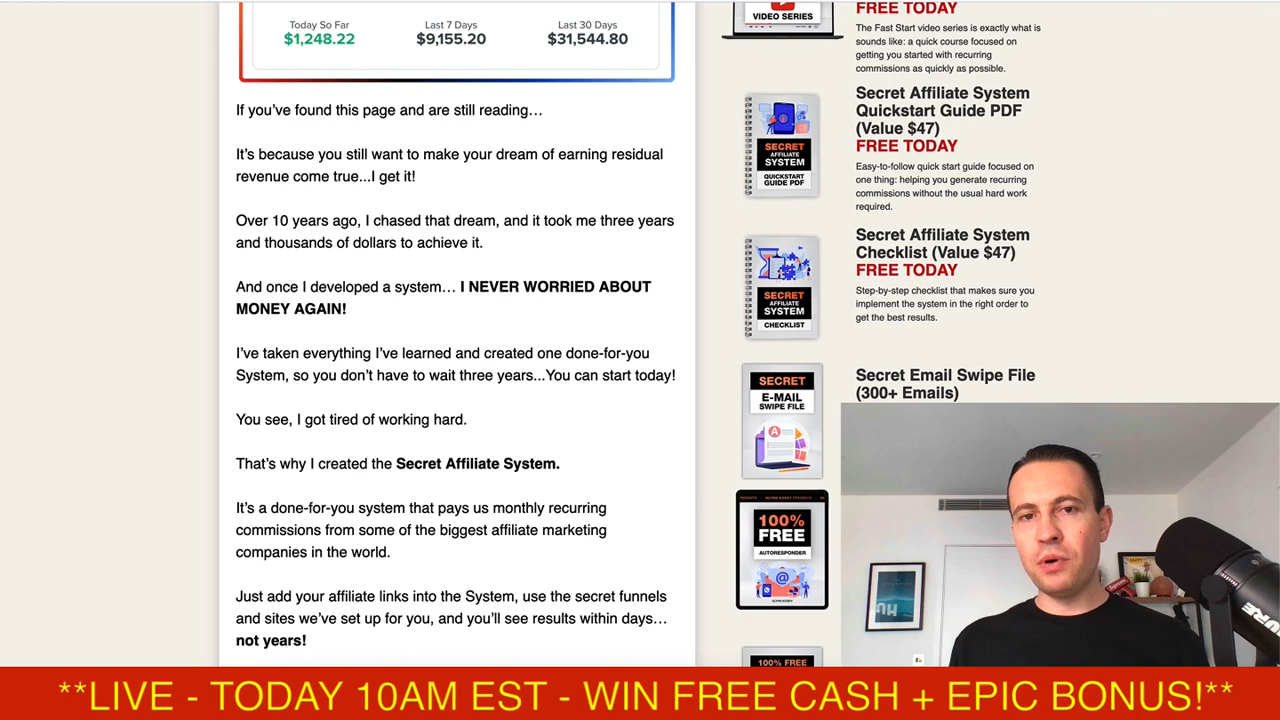 Today So Far
Last 7 Days
Last 30 Days
$1,248.22
$9,155.20
$31,544.80
If you've found this page and are still reading…
It's because you still want to make your dream of earning residual
revenue come true...I get it!
Over 10 years ago, I chased that dream, and it took me three years
and thousands of dollars to achieve it.
And once I developed a system… I NEVER WORRIED ABOUT
MONEY AGAIN!
I've taken everything I've learned and created one done-for-you
System, so you don't have to wait three years...You can start today!
You see, I got tired of working hard.
That's why I created the Secret Affiliate System.
It's a done-for-you system that pays us monthly recurring
commissions from some of the biggest affiliate marketing
companies in the world.
Just add your affiliate links into the System, use the secret funnels
and sites we've set up for you, and you'll see results within days…
not years!
VIDEO SERIES
FREE TODAY
The Fast Start video series is exactly what is
sounds like: a quick course focused on
getting you started with recurring
commissions as quickly as possible.
SECRET
AFFILIATE
SYSTEM
QUICKSTART
GUIDE PDF
Secret Affiliate System
Quickstart Guide PDF
(Value $47)
FREE TODAY
Easy-to-follow quick start guide focused on
one thing: helping you generate recurring
commissions without the usual hard work
required.
SECRET
AFFILIATE
SYSTEM
CHECKLIST
Secret Affiliate System
Checklist (Value $47)
FREE TODAY
Step-by-step checklist that makes sure you
implement the system in the right order to
get the best results.
SECRET
E-MAIL
SWIPE FILE
A
Secret Email Swipe File
(300+ Emails)
100%
FREE
AUTORESPONDER
@
100% FREE
SHURE
**LIVE - TODAY 10AM EST - WIN FREE CASH + EPIC BONUS!**